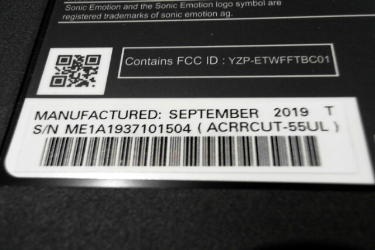 Sonic Emotion and the Sonic Emotion logo symbol are
registered trademarks of sonic emotion ag.
Contains FCC ID : YZP-ETWFFTBC01
MANUFACTURED: SEPTEMBER 2019 T
S/N ME1A1937101504 ( ACRRCUT-55UL )